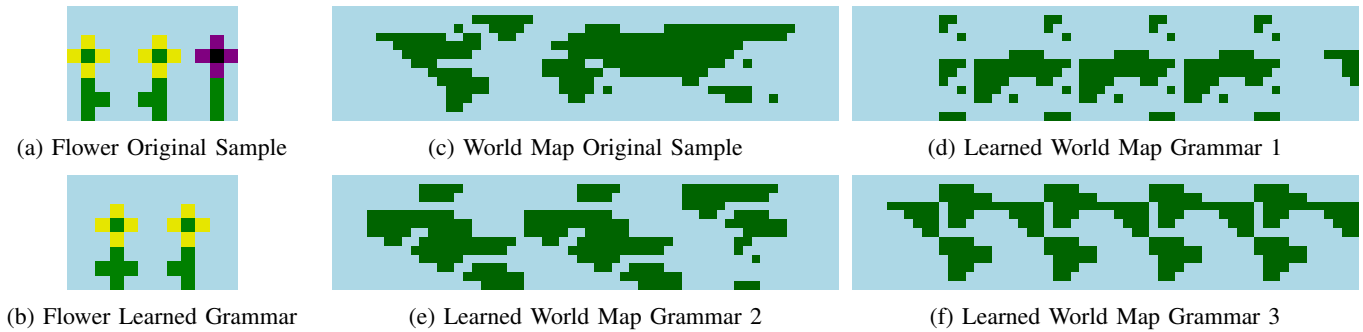 (a) Flower Original Sample
(c) World Map Original Sample
(d) Learned World Map Grammar 1
(b) Flower Learned Grammar
(e) Learned World Map Grammar 2
(f) Learned World Map Grammar 3